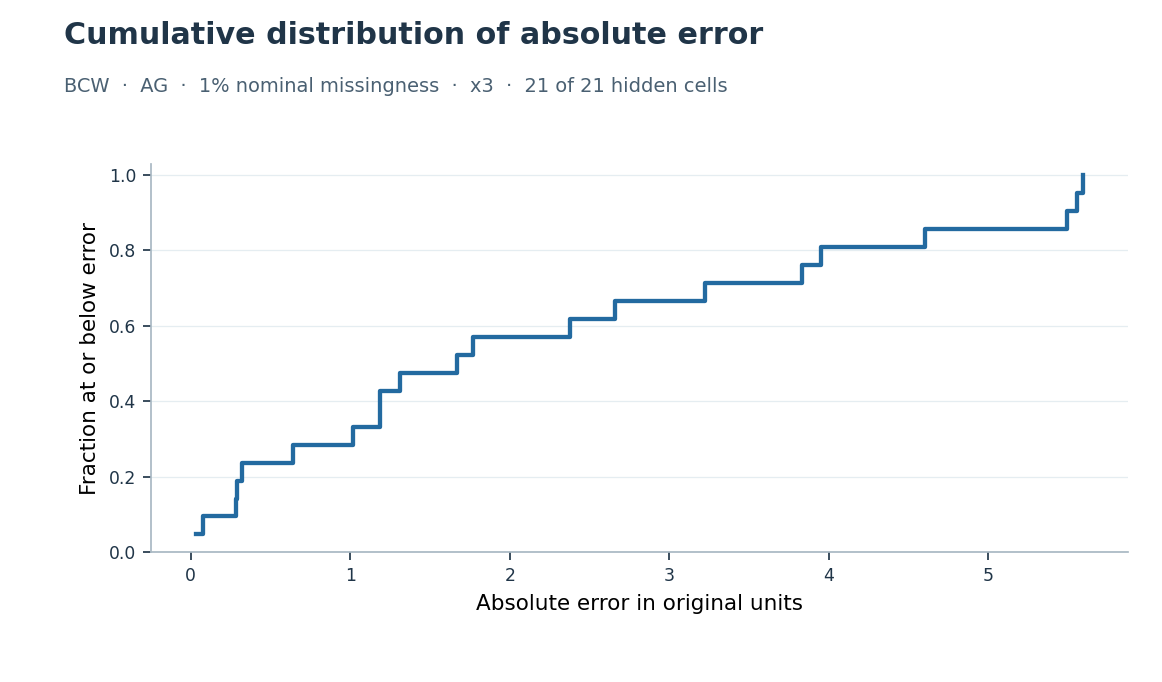 Cumulative distribution of absolute error
BCW · AG · 1% nominal missingness · x3 · 21 of 21 hidden cells
1.0
0.8
0.6
0.4
0.2
0.0
Fraction at or below error
0 1 2 3 4 5
Absolute error in original units